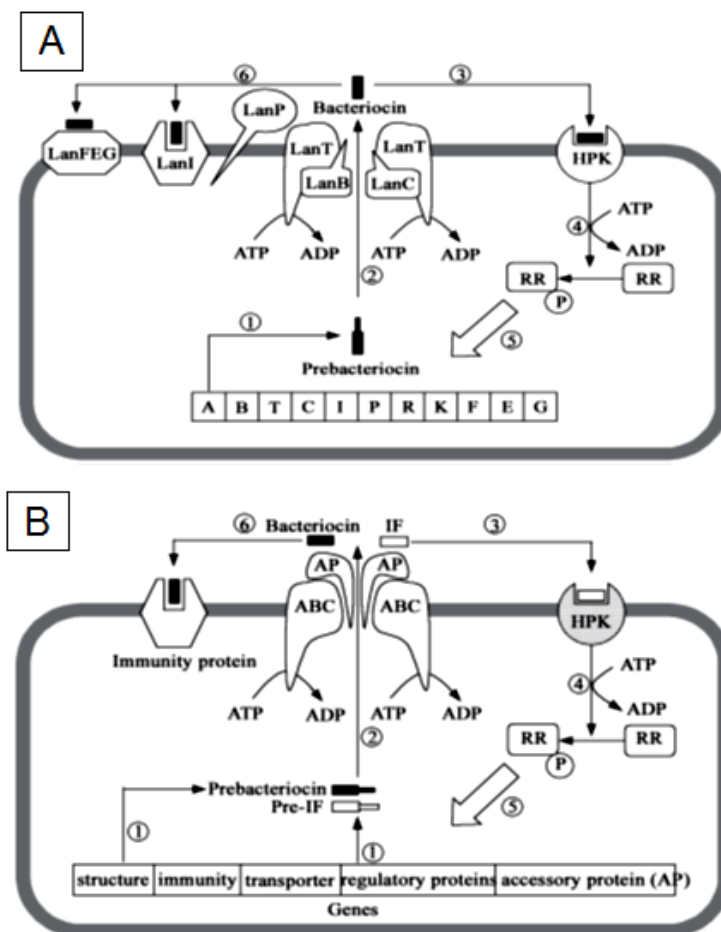 A
⑥
③
Bacteriocin
LanP
LanFEG
LanI
LanT
LanT
HPK
LanB
LanC
④
ATP
ADP
ATP
ADP
ATP
ADP
②
RR
RR
P
①
⑤
Prebacteriocin
A B T C I P R K F E G
B
⑥ Bacteriocin IF ③
AP AP
ABC ABC
HPK
Immunity protein
④
ATP
ADP
ATP
ADP
ATP
ADP
②
RR
RR
P
Prebacteriocin
Pre-IF
⑤
①
①
structure immunity transporter regulatory proteins accessory protein (AP)
Genes